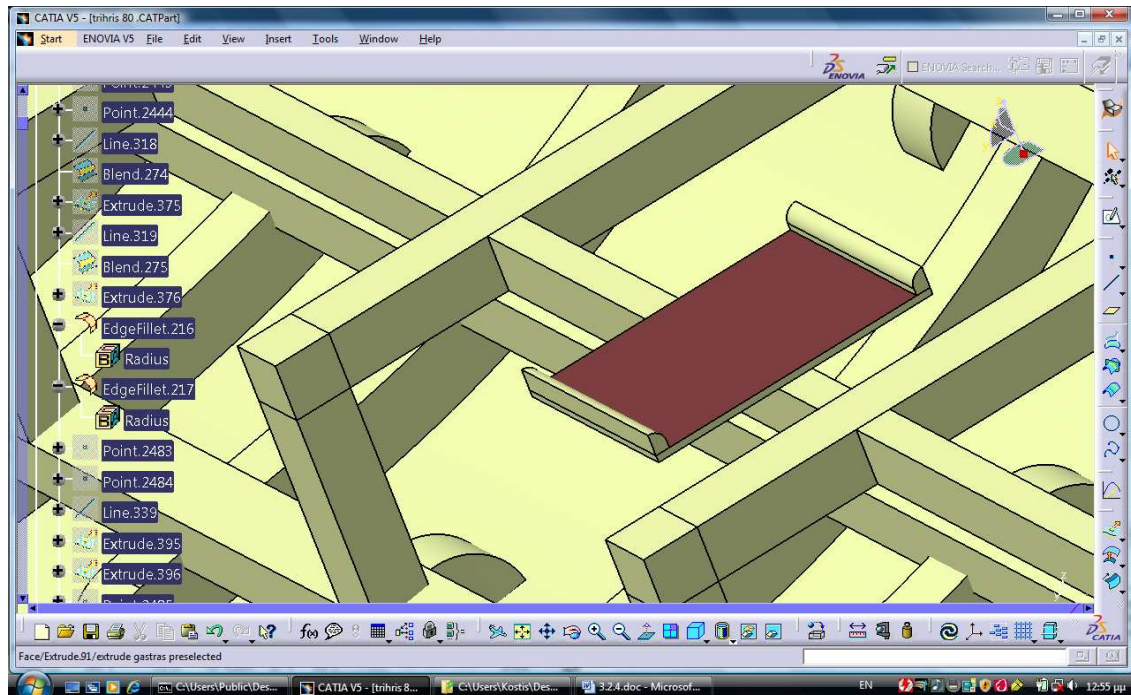 CATIA V5 - [trihris 80 .CATPart]
Start ENOVIA V5 File Edit View Insert Tools Window Help
ENOVIA ENOVIA Search...
Point.2444
Line.318
Blend.274
Extrude.375
Line.319
Blend.275
Extrude.376
EdgeFillet.216
Radius
EdgeFillet.217
Radius
Point.2483
Point.2484
Line.339
Extrude.395
Extrude.396
f(x)
CATIA
Face/Extrude.91/extrude gastras preselected
C:\Users\Public\Des... CATIA V5 - [trihris 8... C:\Users\Kostis\Des... 3.2.4.doc - Microsof... EN 12:55 μμ